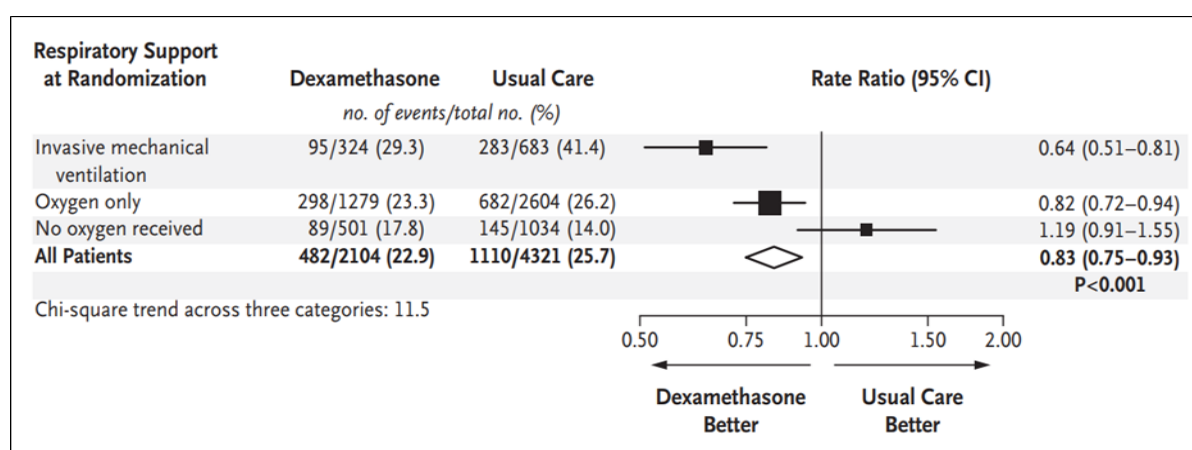 Respiratory Support
at Randomization Dexamethasone Usual Care Rate Ratio (95% CI)
no. of events/total no. (%)
Invasive mechanical 95/324 (29.3) 283/683 (41.4) 0.64 (0.51–0.81)
ventilation
Oxygen only 298/1279 (23.3) 682/2604 (26.2) 0.82 (0.72–0.94)
No oxygen received 89/501 (17.8) 145/1034 (14.0) 1.19 (0.91–1.55)
All Patients 482/2104 (22.9) 1110/4321 (25.7) 0.83 (0.75–0.93)
P<0.001
Chi-square trend across three categories: 11.5
0.50 0.75 1.00 1.50 2.00
Dexamethasone Usual Care
Better Better